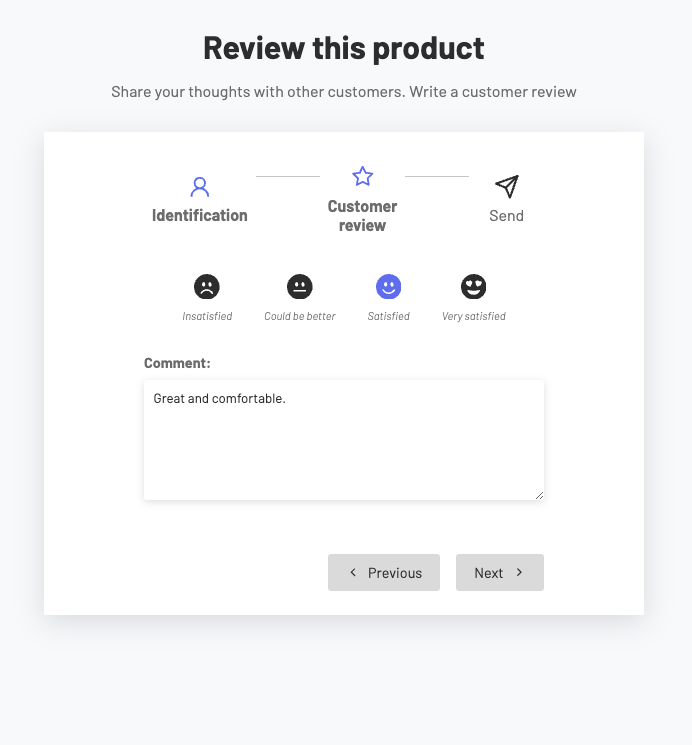 Review this product
Share your thoughts with other customers. Write a customer review
Identification
Customer
review
Send
Insatisfied
Could be better
Satisfied
Very satisfied
Comment:
Great and comfortable.
Previous
Next